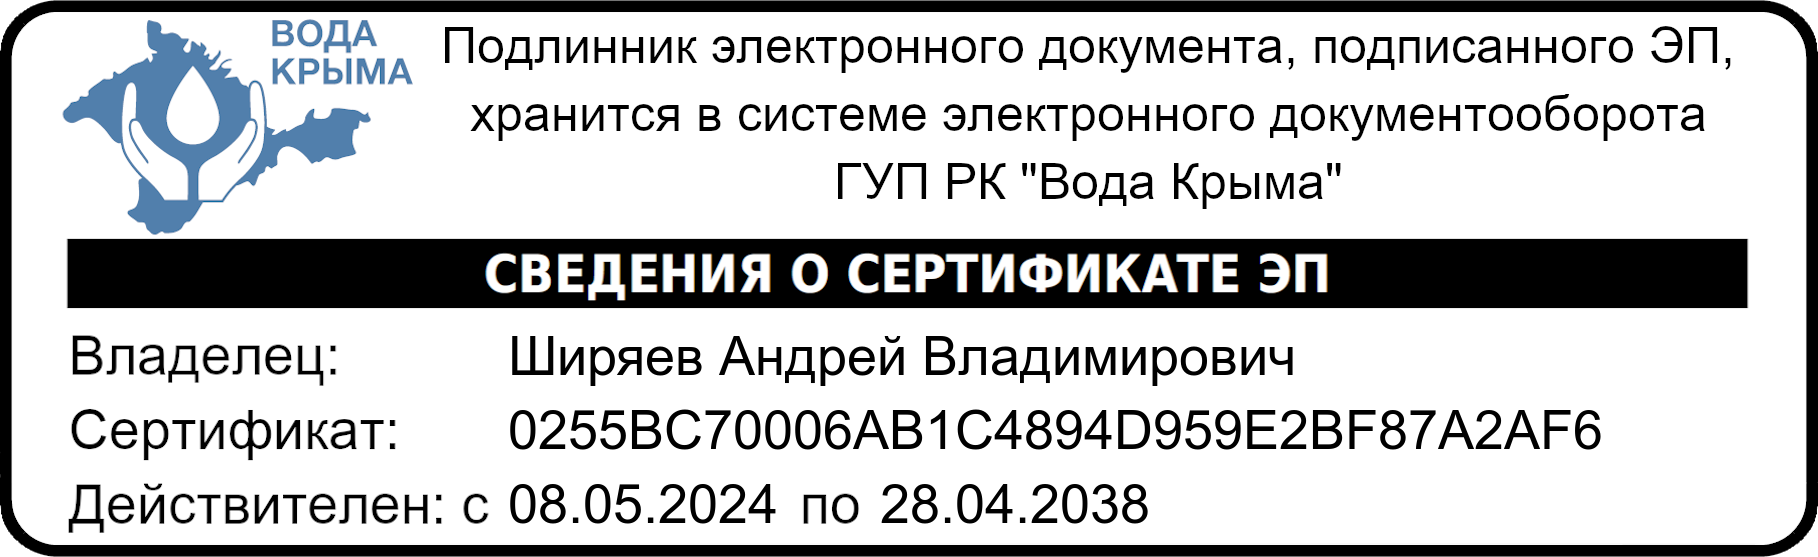 ВОДА
КРЫМА
Подлинник электронного документа, подписанного ЭП,
хранится в системе электронного документооборота
ГУП РК "Вода Крыма"
СВЕДЕНИЯ О СЕРТИФИКАТЕ ЭП
Владелец: Ширяев Андрей Владимирович
Сертификат: 0255BC70006AB1C4894D959E2BF87A2AF6
Действителен: с 08.05.2024 по 28.04.2038